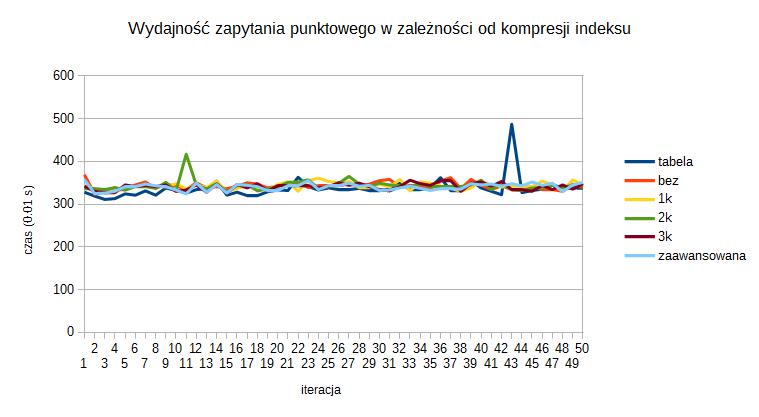 Wydajność zapytania punktowego w zależności od kompresji indeksu
600
500
400
300
200
100
0
czas (0.01 s)
tabela
bez
1k
2k
3k
zaawansowana
2 4 6 8 10 12 14 16 18 20 22 24 26 28 30 32 34 36 38 40 42 44 46 48 50
1 3 5 7 9 11 13 15 17 19 21 23 25 27 29 31 33 35 37 39 41 43 45 47 49
iteracja